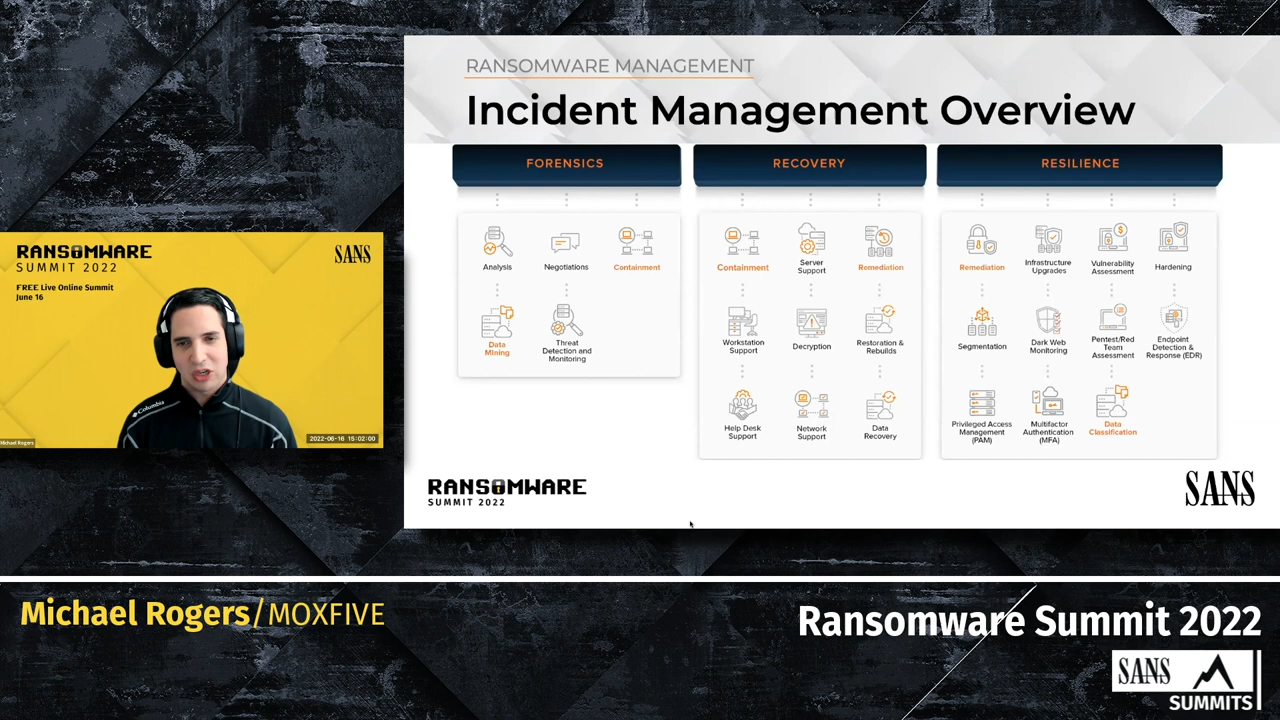 RANSOMWARE MANAGEMENT
Incident Management Overview
FORENSICS
RECOVERY
RESILIENCE
Analysis
Negotiations
Containment
Data
Mining
Threat
Detection and
Monitoring
Containment
Server
Support
Remediation
Workstation
Support
Decryption
Restoration &
Rebuilds
Help Desk
Support
Network
Support
Data
Recovery
Remediation
Infrastructure
Upgrades
Vulnerability
Assessment
Hardening
Segmentation
Dark Web
Monitoring
Pentest/Red
Team
Assessment
Endpoint
Detection &
Response (EDR)
Privileged Access
Management
(PAM)
Multifactor
Authentication
(MFA)
Data
Classification
RANSOMWARE
SUMMIT 2022
SANS
RANSOMWARE
SUMMIT 2022
FREE Live Online Summit
June 16
SANS
Columbia
Michael Rogers
2022-06-16 15:02:00
Michael Rogers/MOXFIVE
Ransomware Summit 2022
SANS
SUMMITS